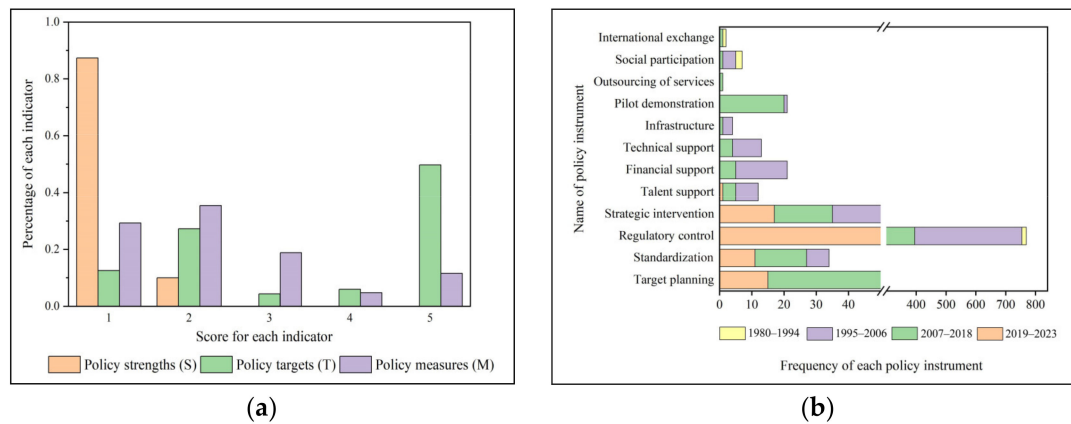 1.0
0.8
0.6
0.4
0.2
0.0
Percentage of each indicator
1 2 3 4 5
Score for each indicator
Policy strengths (S) Policy targets (T) Policy measures (M)
(a)
Name of policy instrument
International exchange
Social participation
Outsourcing of services
Pilot demonstration
Infrastructure
Technical support
Financial support
Talent support
Strategic intervention
Regulatory control
Standardization
Target planning
0 10 20 30 40 400 500 600 700 800
1980–1994 1995–2006 2007–2018 2019–2023
Frequency of each policy instrument
(b)